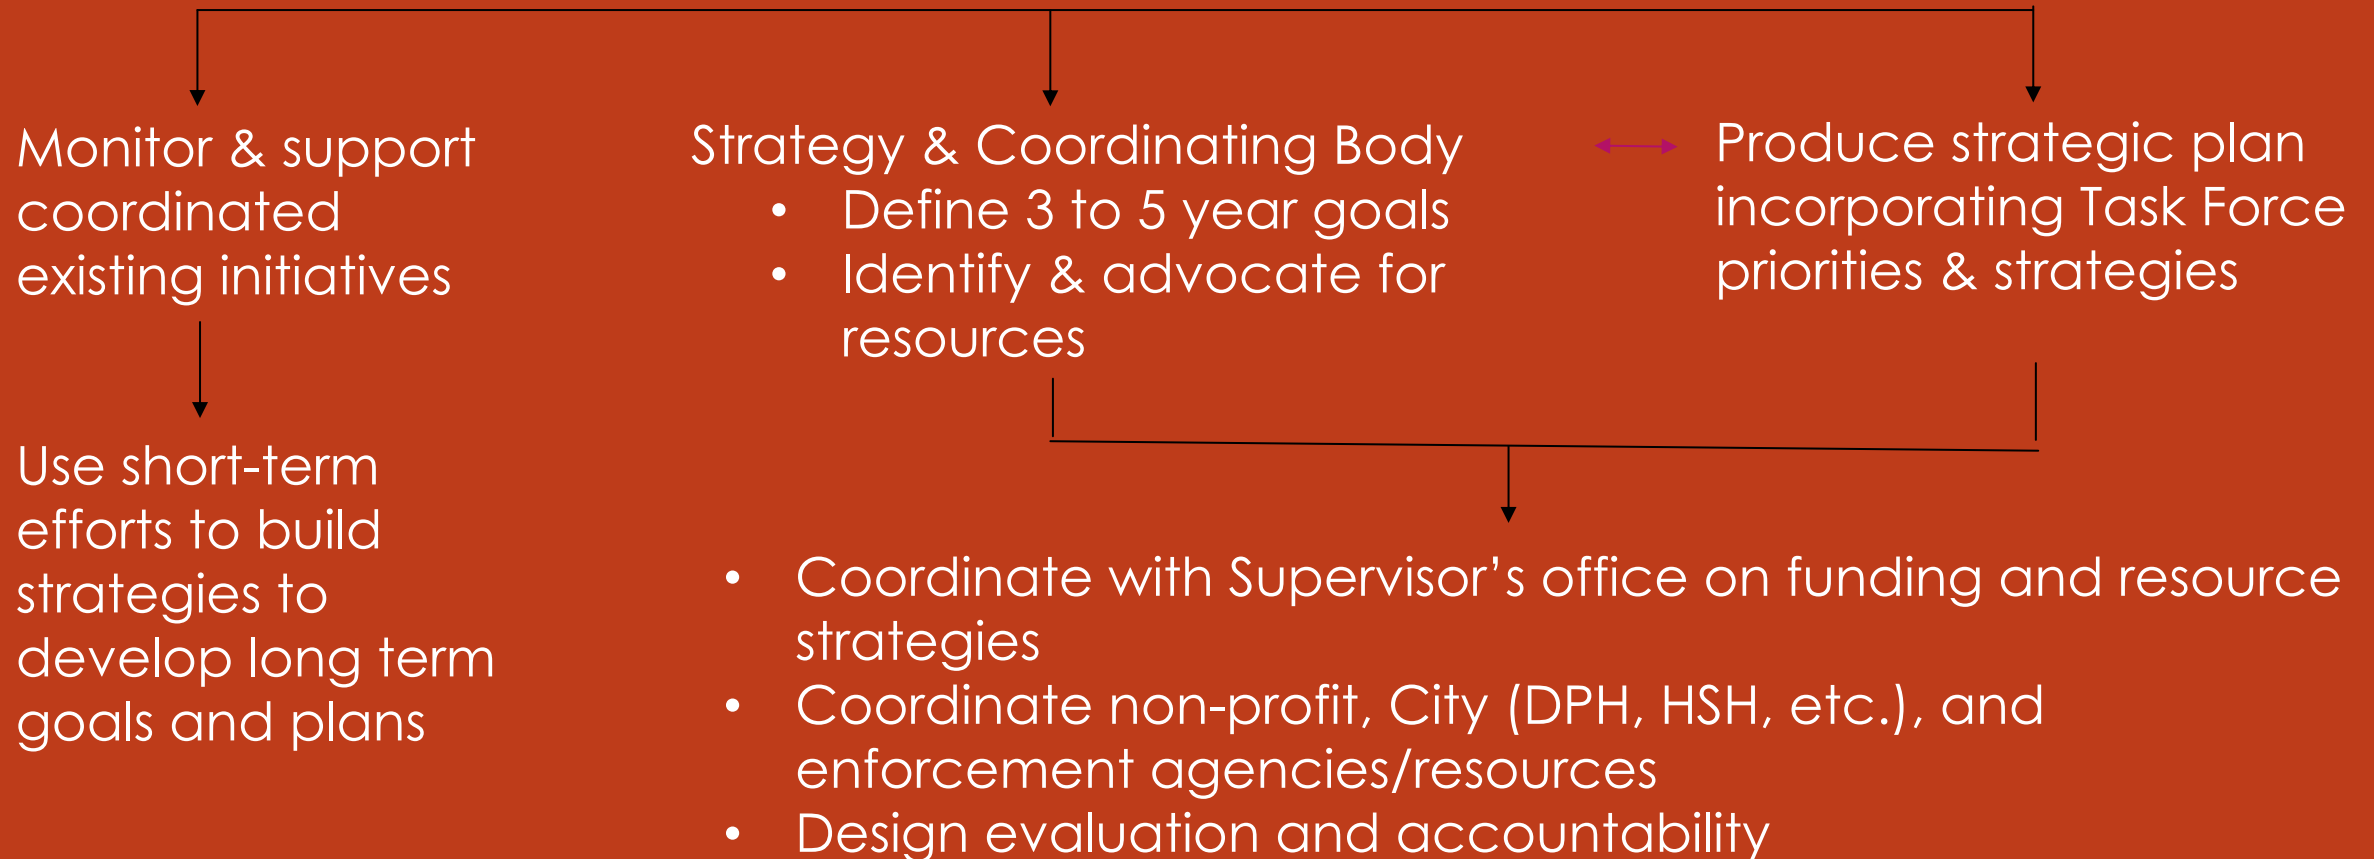 Monitor & support
coordinated
existing initiatives
Use short-term
efforts to build
strategies to
develop long term
goals and plans
Strategy & Coordinating Body
• Define 3 to 5 year goals
• Identify & advocate for
resources
Produce strategic plan
incorporating Task Force
priorities & strategies
• Coordinate with Supervisor’s office on funding and resource
strategies
• Coordinate non-profit, City (DPH, HSH, etc.), and
enforcement agencies/resources
• Design evaluation and accountability